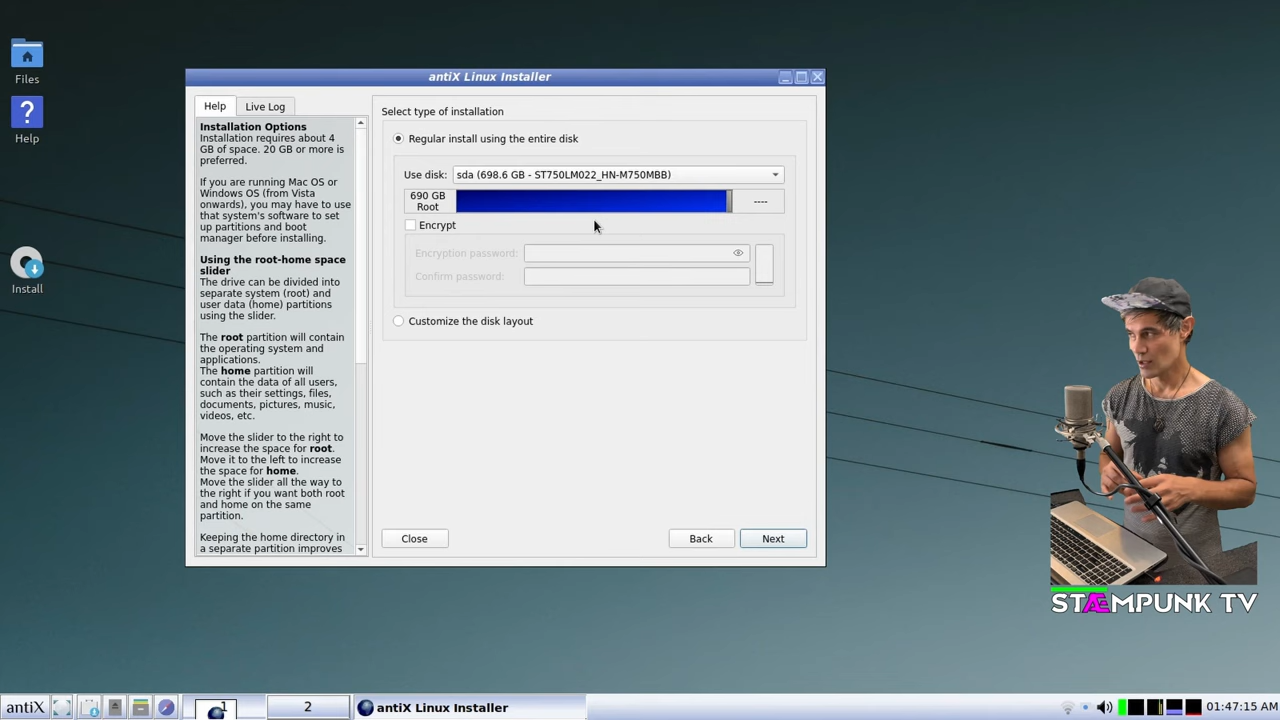 Files
Help
Install
antiX Linux Installer
Help
Live Log
Installation Options
Installation requires about 4
GB of space. 20 GB or more is
preferred.
If you are running Mac OS or
Windows OS (from Vista
onwards), you may have to use
that system's software to set
up partitions and boot
manager before installing.
Using the root-home space
slider
The drive can be divided into
separate system (root) and
user data (home) partitions
using the slider.
The root partition will contain
the operating system and
applications.
The home partition will
contain the data of all users,
such as their settings, files,
documents, pictures, music,
videos, etc.
Move the slider to the right to
increase the space for root.
Move it to the left to increase
the space for home.
Move the slider all the way to
the right if you want both root
and home on the same
partition.
Keeping the home directory in
a separate partition improves
Select type of installation
Regular install using the entire disk
Use disk:
sda (698.6 GB - ST750LM022_HN-M750MBB)
690 GB
Root
----
Encrypt
Encryption password:
Confirm password:
Customize the disk layout
Close
Back
Next
STÆMPUNK TV
antiX
1
2
antiX Linux Installer
01:47:15 AM